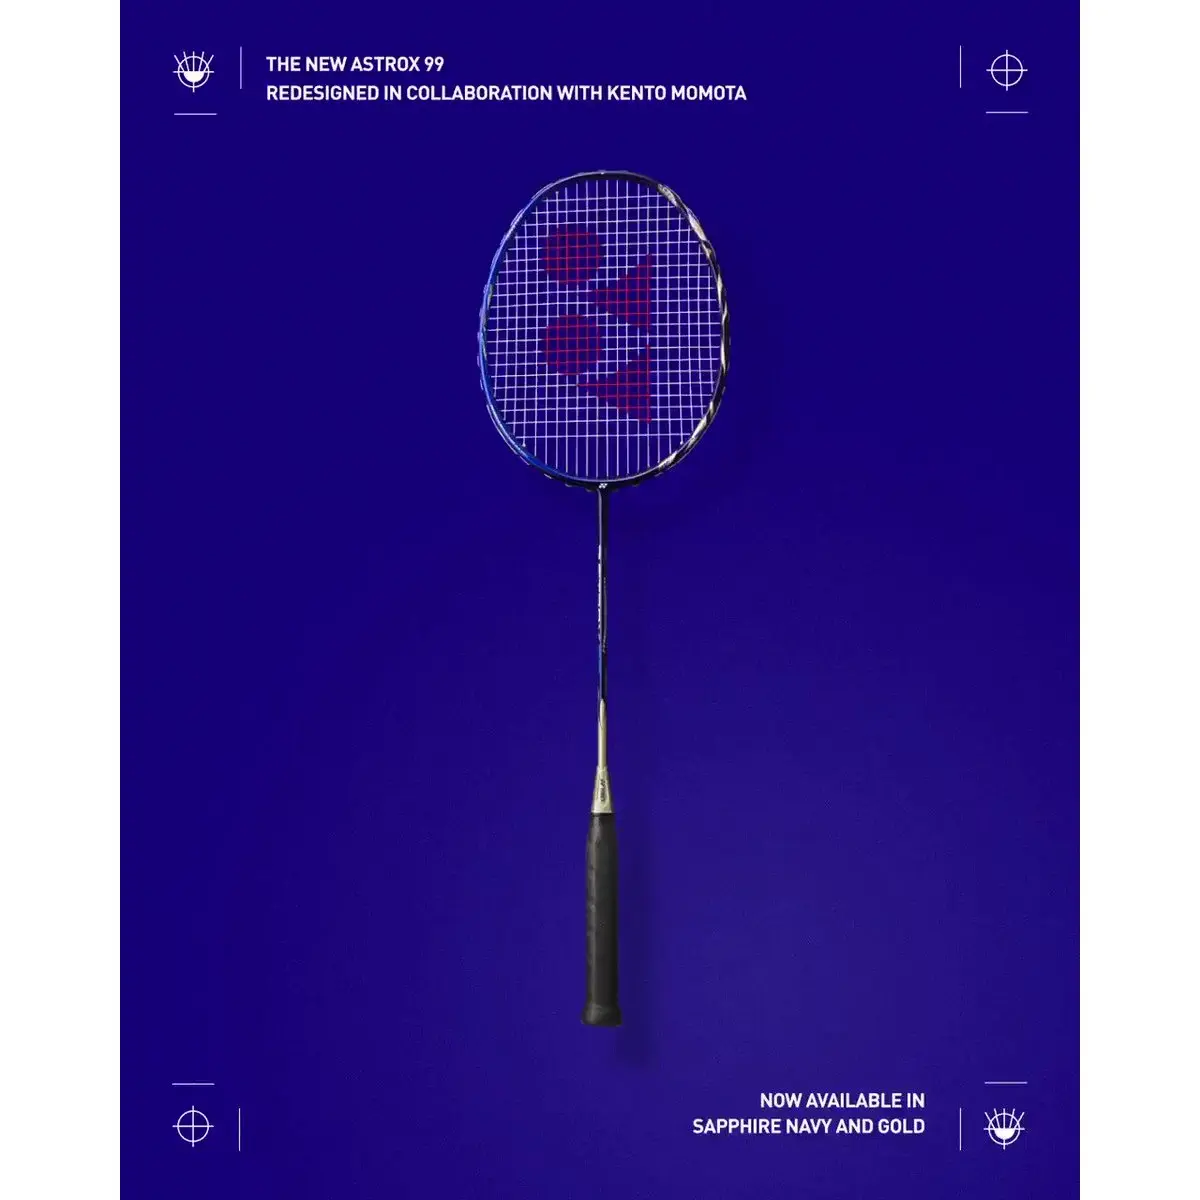 THE NEW ASTROX 99
REDESIGNED IN COLLABORATION WITH KENTO MOMOTA
NOW AVAILABLE IN
SAPPHIRE NAVY AND GOLD